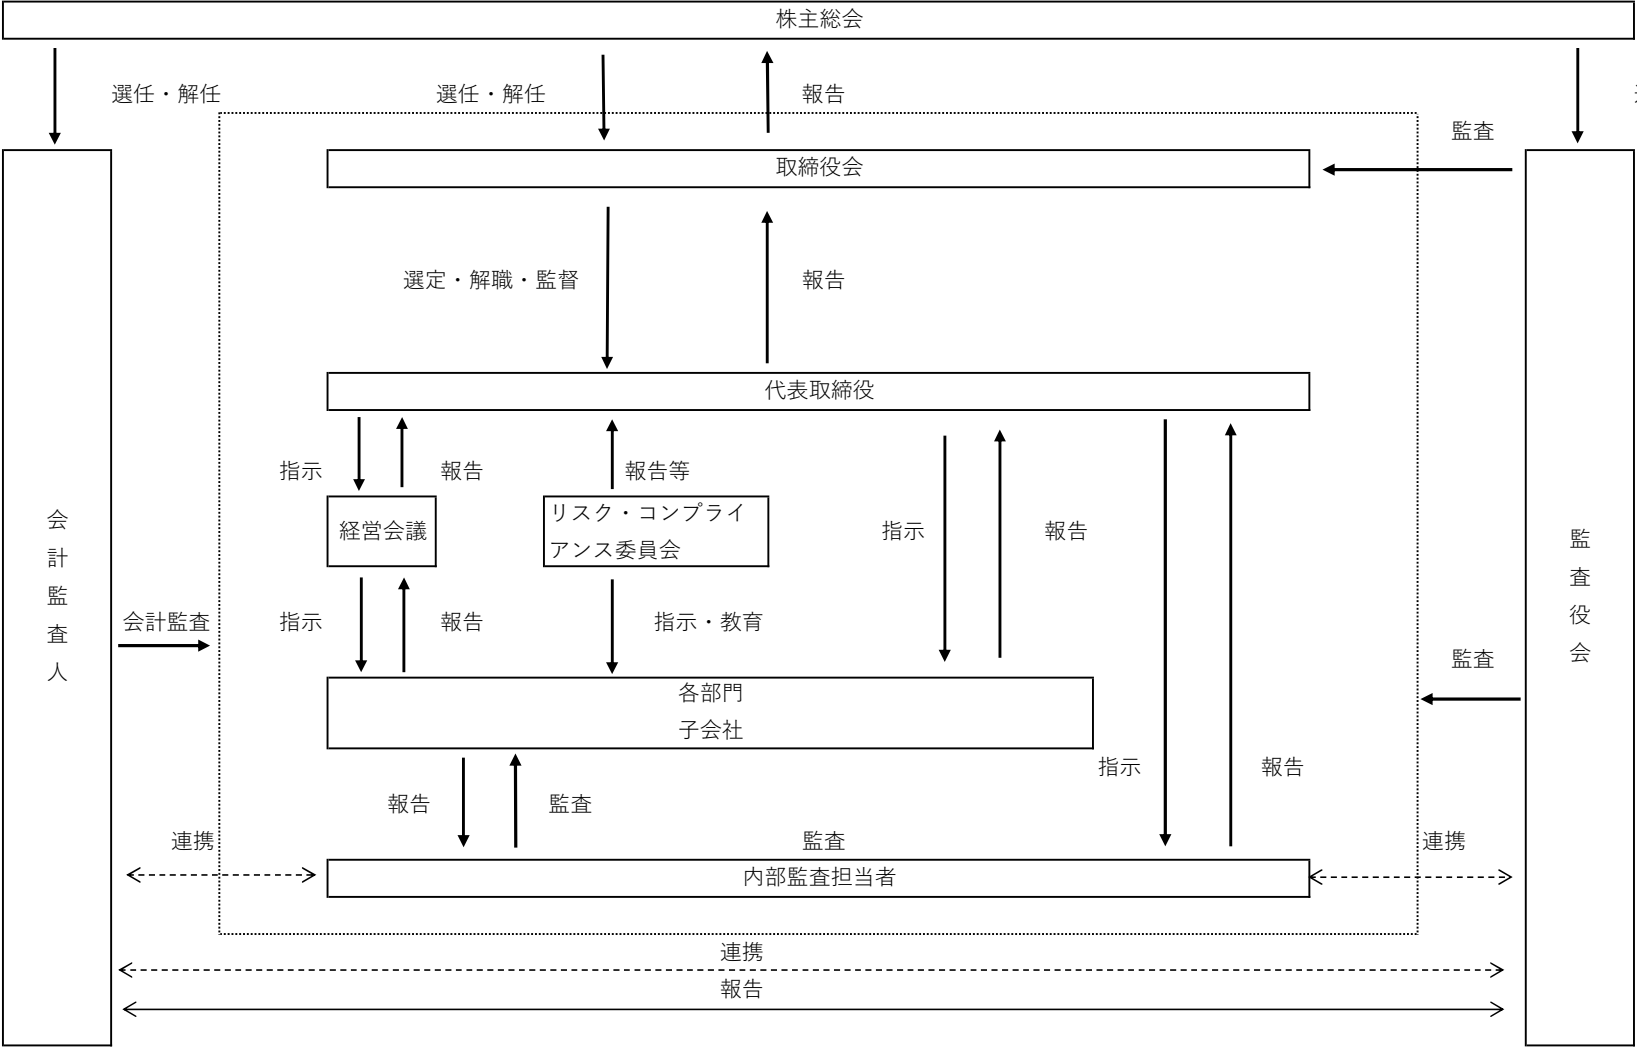 株主総会
選任・解任
選任・解任
報告
監査
取締役会
選定・解職・監督
報告
代表取締役
指示
報告
報告等
経営会議
リスク・コンプライ
アンス委員会
指示
報告
会計監査人
監査役会
会計監査
指示
報告
指示・教育
監査
各部門
子会社
指示
報告
報告
監査
連携
監査
連携
内部監査担当者
連携
報告